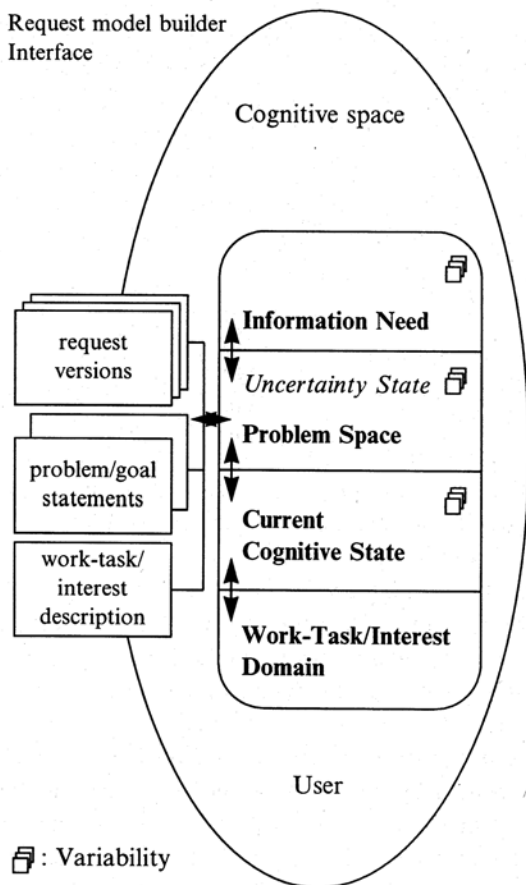 Request model builder
Interface
Cognitive space
request
versions
problem/goal
statements
work-task/
interest
description
Information Need
Uncertainty State
Problem Space
Current
Cognitive State
Work-Task/Interest
Domain
User
: Variability